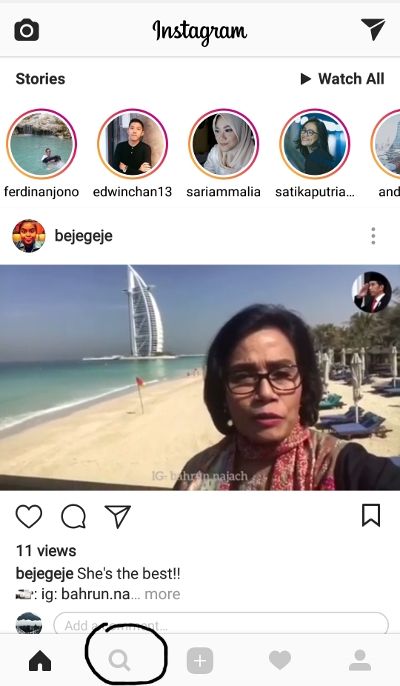 Instagram
Stories
Watch All
ferdinanjono edwinchan13 sariammalia satikaputria... and
bejegeje
IG: bahrun.najach
11 views
bejegeje She's the best!!
: ig: bahrun.na... more
Add a comment...